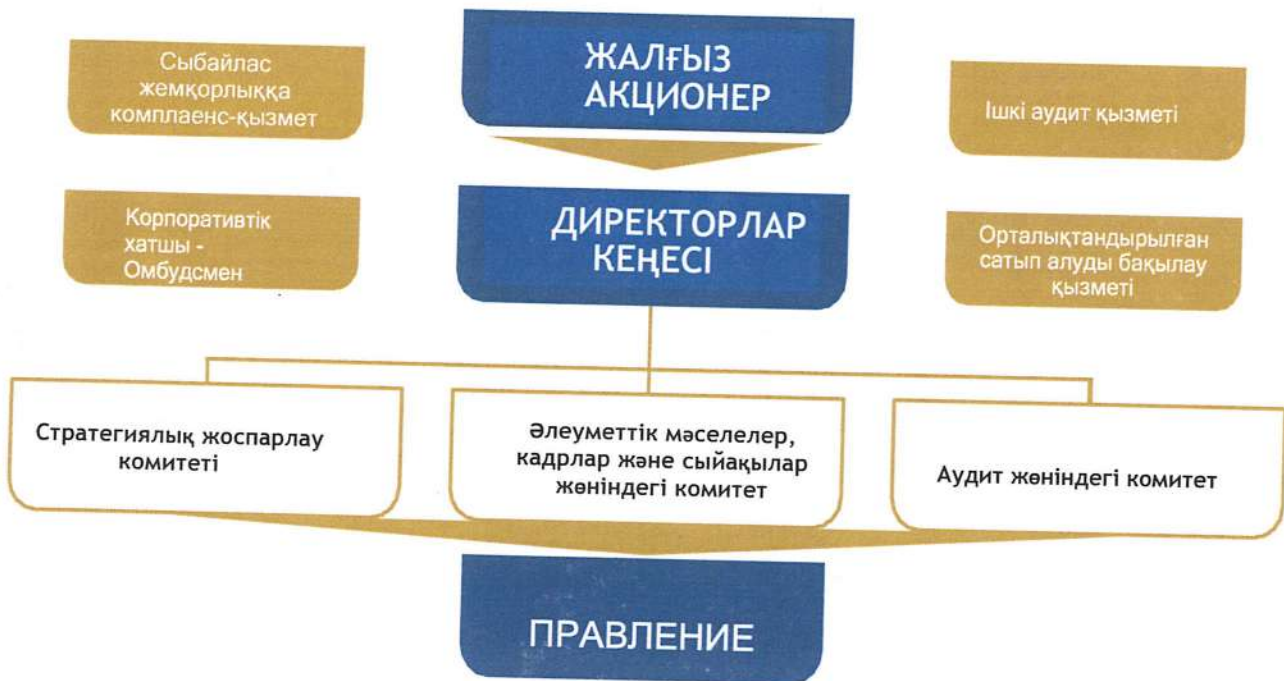 Сыбайлас
жемқорлыққа
комплаенс-қызмет
ЖАЛҒЫЗ
АКЦИОНЕР
Ішкі аудит қызметі
Корпоративтік
хатшы -
Омбудсмен
ДИРЕКТОРЛАР
КЕҢЕСІ
Орталықтандырылған
сатып алуды бақылау
қызметі
Стратегиялық жоспарлау
комитеті
Әлеуметтік мәселелер,
кадрлар және сыйақылар
жөніндегі комитет
Аудит жөніндегі комитет
ПРАВЛЕНИЕ